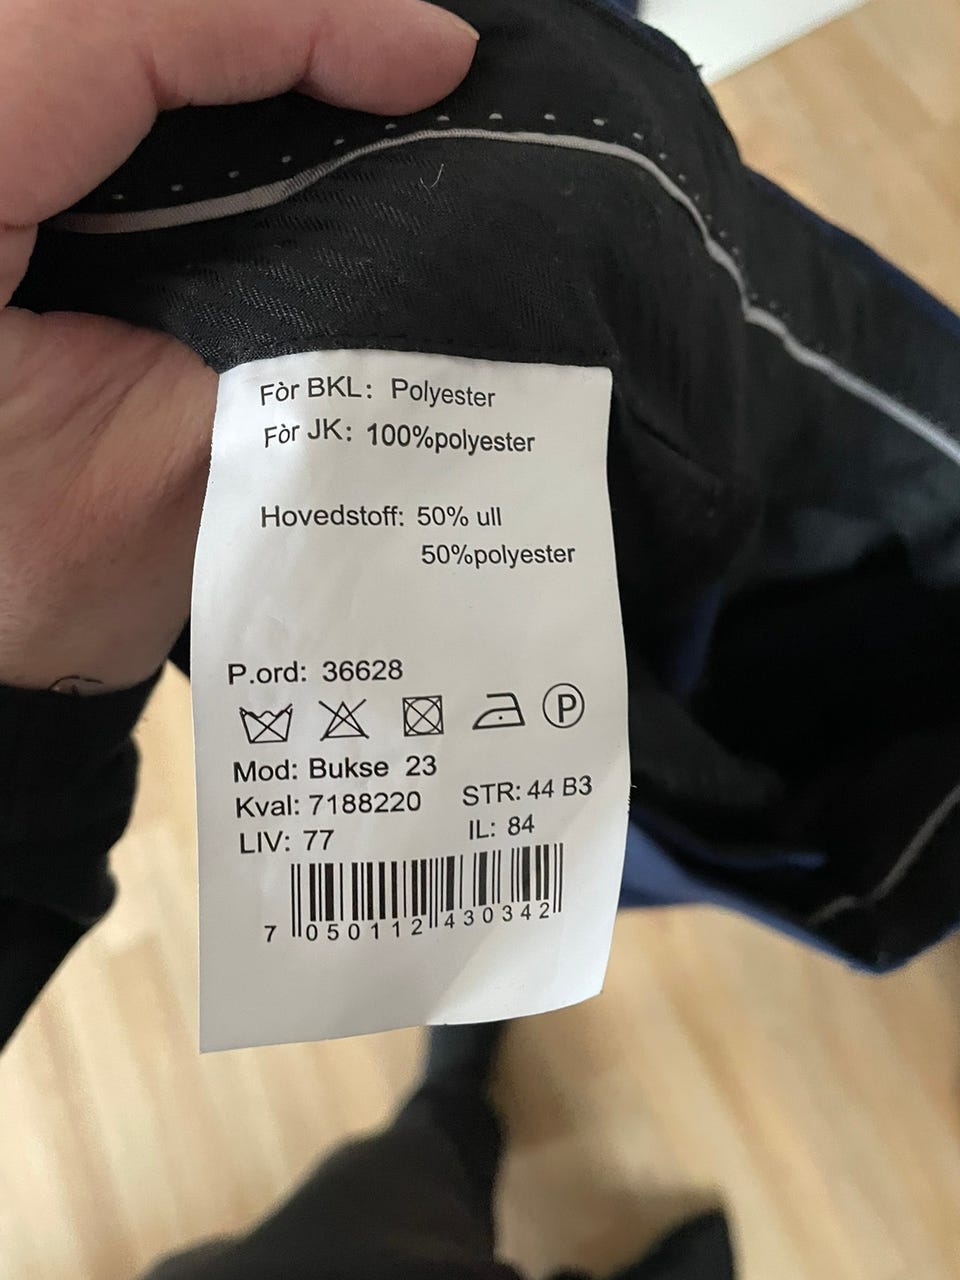 Fòr BKL: Polyester
Fòr JK: 100%polyester
Hovedstoff: 50% ull
50%polyester
P.ord: 36628
P
Mod: Bukse 23
Kval: 7188220 STR: 44 B3
LIV: 77 IL: 84
7 050112 430342